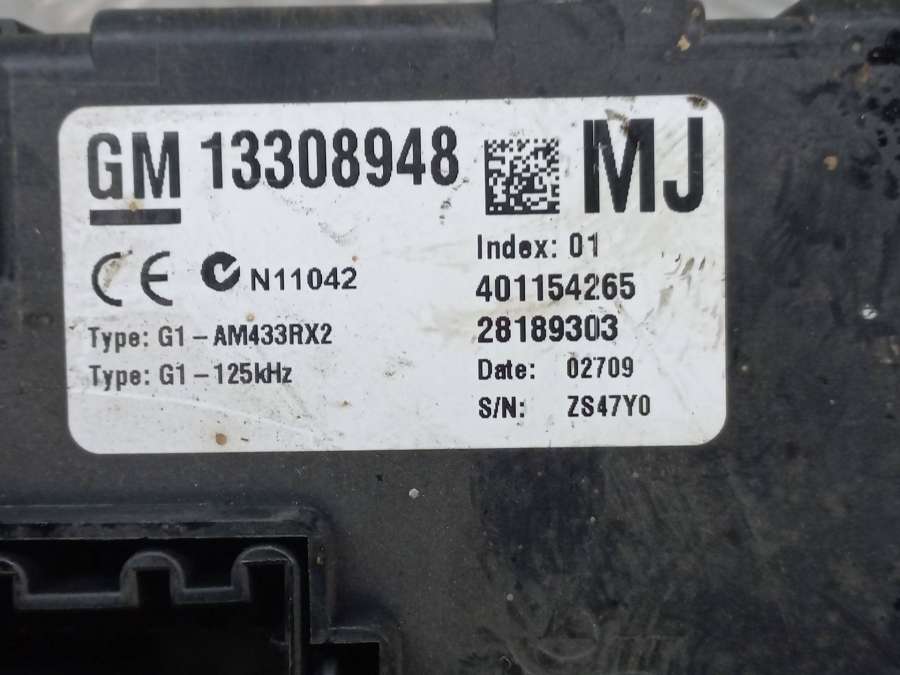 GM 13308948 MJ
CE N11042
Type: G1-AM433RX2
Type: G1-125kHz
Index: 01
401154265
28189303
Date: 02709
S/N: ZS47Y0